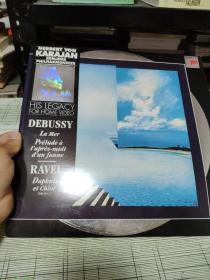 HERBERT VON
KARAJAN
BERLINER
PHILHARMONIKER
HIS LEGACY
FOR HOME VIDEO
DEBUSSY
La Mer
Prélude à
l'après-midi
d'un faune
RAVEL
Daphnis
et Chloé